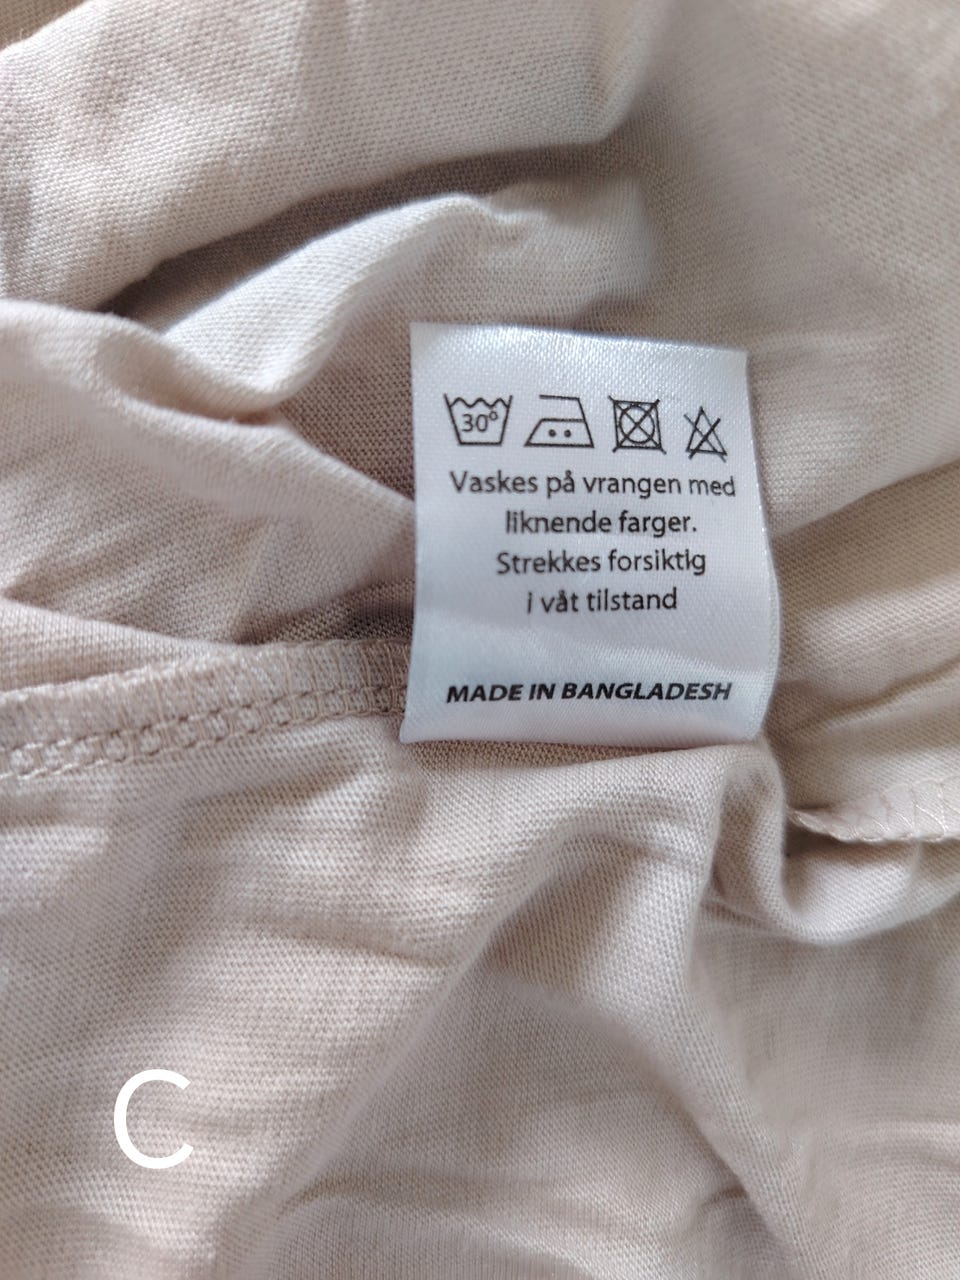 30°
Vaskes på vrangen med
liknende farger.
Strekkes forsiktig
i våt tilstand
MADE IN BANGLADESH
C